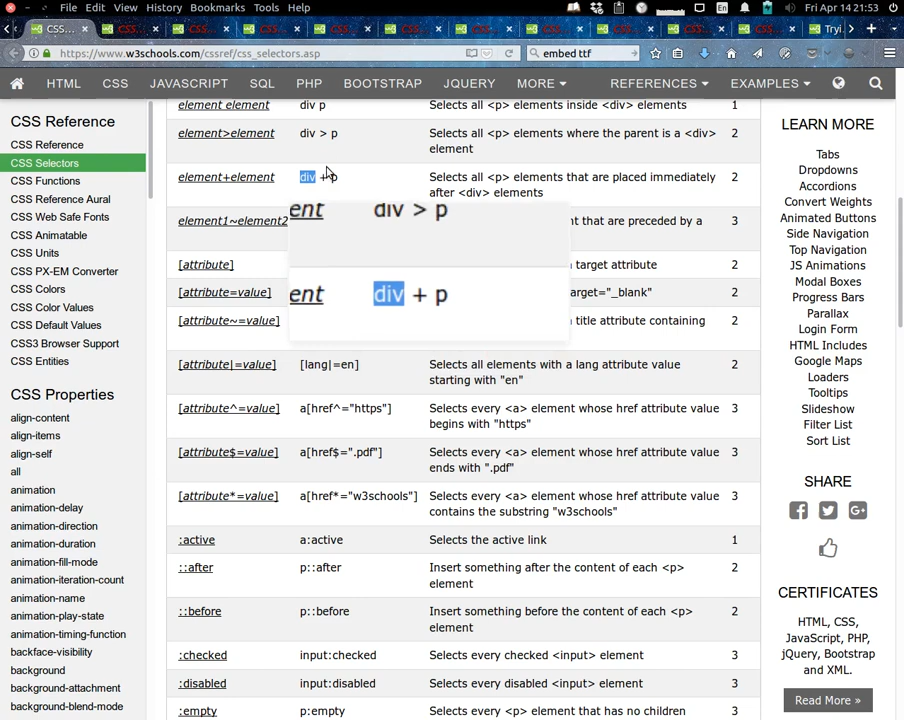 File Edit View History Bookmarks Tools Help
En
Fri Apr 14 21:53
CSS...
Tryi
https://www.w3schools.com/cssref/css_selectors.asp
embed ttf
HTML CSS JAVASCRIPT SQL PHP BOOTSTRAP JQUERY MORE REFERENCES EXAMPLES
CSS Reference
CSS Reference
CSS Selectors
CSS Functions
CSS Reference Aural
CSS Web Safe Fonts
CSS Animatable
CSS Units
CSS PX-EM Converter
CSS Colors
CSS Color Values
CSS Default Values
CSS3 Browser Support
CSS Entities
CSS Properties
align-content
align-items
align-self
all
animation
animation-delay
animation-direction
animation-duration
animation-fill-mode
animation-iteration-count
animation-name
animation-play-state
animation-timing-function
backface-visibility
background
background-attachment
background-blend-mode
element element div p Selects all <p> elements inside <div> elements 1
element>element div > p Selects all <p> elements where the parent is a <div> 2
element
element+element div + p Selects all <p> elements that are placed immediately 2
after <div> elements
ent div > p
element1~element2 ent that are preceded by a 3
ent div + p
[attribute] target attribute 2
[attribute=value] target="_blank" 2
[attribute~=value] title attribute containing 2
[attribute|=value] [lang|=en] Selects all elements with a lang attribute value 2
starting with "en"
[attribute^=value] a[href^="https"] Selects every <a> element whose href attribute value 3
begins with "https"
[attribute$=value] a[href$=".pdf"] Selects every <a> element whose href attribute value 3
ends with ".pdf"
[attribute*=value] a[href*="w3schools"] Selects every <a> element whose href attribute value 3
contains the substring "w3schools"
:active a:active Selects the active link 1
::after p::after Insert something after the content of each <p> 2
element
::before p::before Insert something before the content of each <p> 2
element
:checked input:checked Selects every checked <input> element 3
:disabled input:disabled Selects every disabled <input> element 3
:empty p:empty Selects every <p> element that has no children 3
LEARN MORE
Tabs
Dropdowns
Accordions
Convert Weights
Animated Buttons
Side Navigation
Top Navigation
JS Animations
Modal Boxes
Progress Bars
Parallax
Login Form
HTML Includes
Google Maps
Loaders
Tooltips
Slideshow
Filter List
Sort List
SHARE
CERTIFICATES
HTML, CSS,
JavaScript, PHP,
jQuery, Bootstrap
and XML.
Read More »